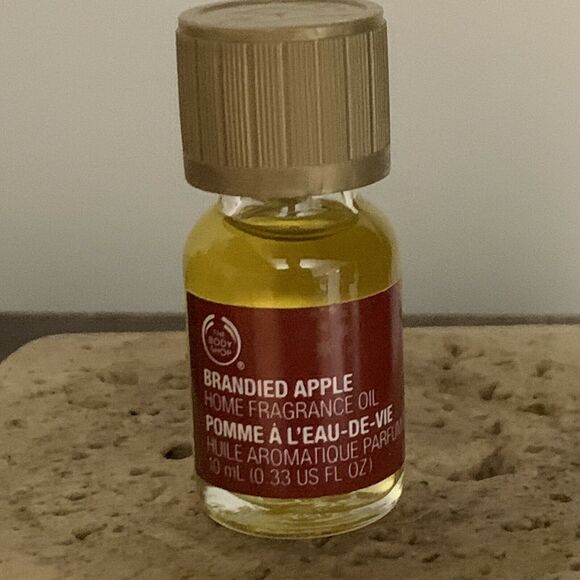 THE
BODY
SHOP
®
BRANDIED APPLE
HOME FRAGRANCE OIL
POMME À L'EAU-DE-VIE
HUILE AROMATIQUE PARFUM
10 mL (0.33 US FL OZ)